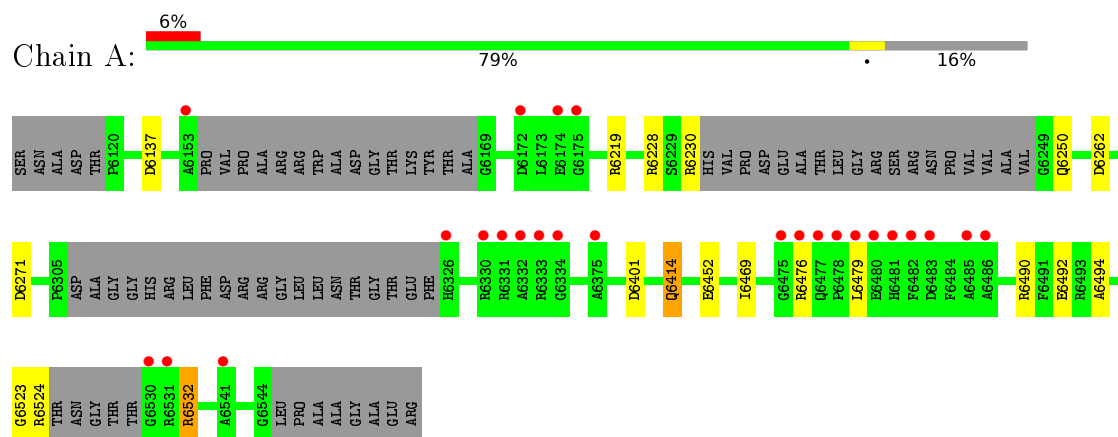 6%
Chain A:
79%
•
16%
SER ASN ALA ASP THR P6120 D6137 A6153 PRO VAL PRO ALA ARG ARG TRP ALA ASP GLY THR LYS TYR THR ALA G6169 D6172 L6173 E6174 G6175 R6219 R6228 S6229 R6230 HIS VAL PRO ASP GLU ALA THR LEU GLY ARG SER ARG ASN PRO VAL VAL ALA VAL G6249 Q6250 D6262
D6271 P6305 ASP ALA GLY GLY HIS ARG LEU PHE ASP ARG ARG GLY LEU LEU ASN THR GLY THR GLU PHE H6326 R6330 R6331 A6332 R6333 G6334 A6375 D6401 Q6414 E6452 I6469 G6475 R6476 Q6477 P6478 L6479 E6480 H6481 F6482 D6483 F6484 A6485 A6486 R6490 F6491 E6492 R6493 A6494
G6523 R6524 THR ASN GLY THR THR G6530 R6531 R6532 A6541 G6544 LEU PRO ALA ALA GLY ALA GLU ARG